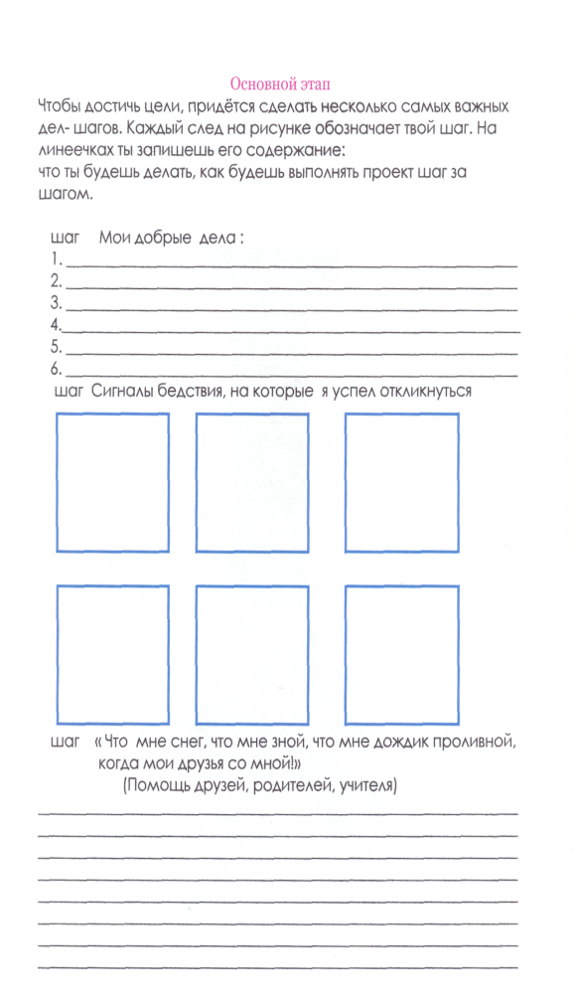 Основной этап
Чтобы достичь цели, придётся сделать несколько самых важных
дел- шагов. Каждый след на рисунке обозначает твой шаг. На
линеечках ты запишешь его содержание:
что ты будешь делать, как будешь выполнять проект шаг за
шагом.
шаг Мои добрые дела :
1.
2.
3.
4.
5.
6.
шаг Сигналы бедствия, на которые я успел откликнуться
шаг « Что мне снег, что мне зной, что мне дождик проливной,
когда мои друзья со мной!»
(Помощь друзей, родителей, учителя)